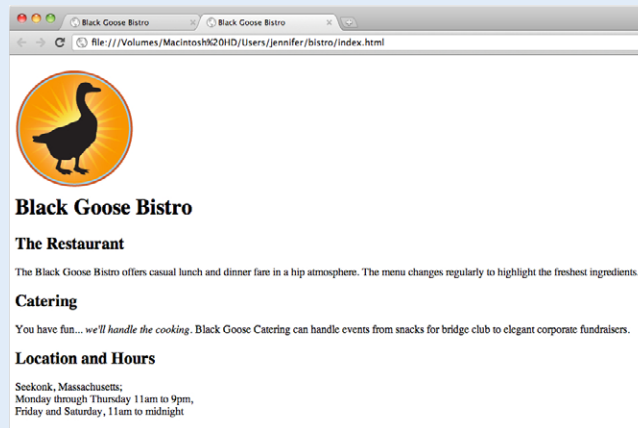 Black Goose Bistro
Black Goose Bistro
file:///Volumes/Macintosh%20HD/Users/jennifer/bistro/index.html
Black Goose Bistro
The Restaurant
The Black Goose Bistro offers casual lunch and dinner fare in a hip atmosphere. The menu changes regularly to highlight the freshest ingredients.
Catering
You have fun... we'll handle the cooking. Black Goose Catering can handle events from snacks for bridge club to elegant corporate fundraisers.
Location and Hours
Seekonk, Massachusetts;
Monday through Thursday 11am to 9pm,
Friday and Saturday, 11am to midnight